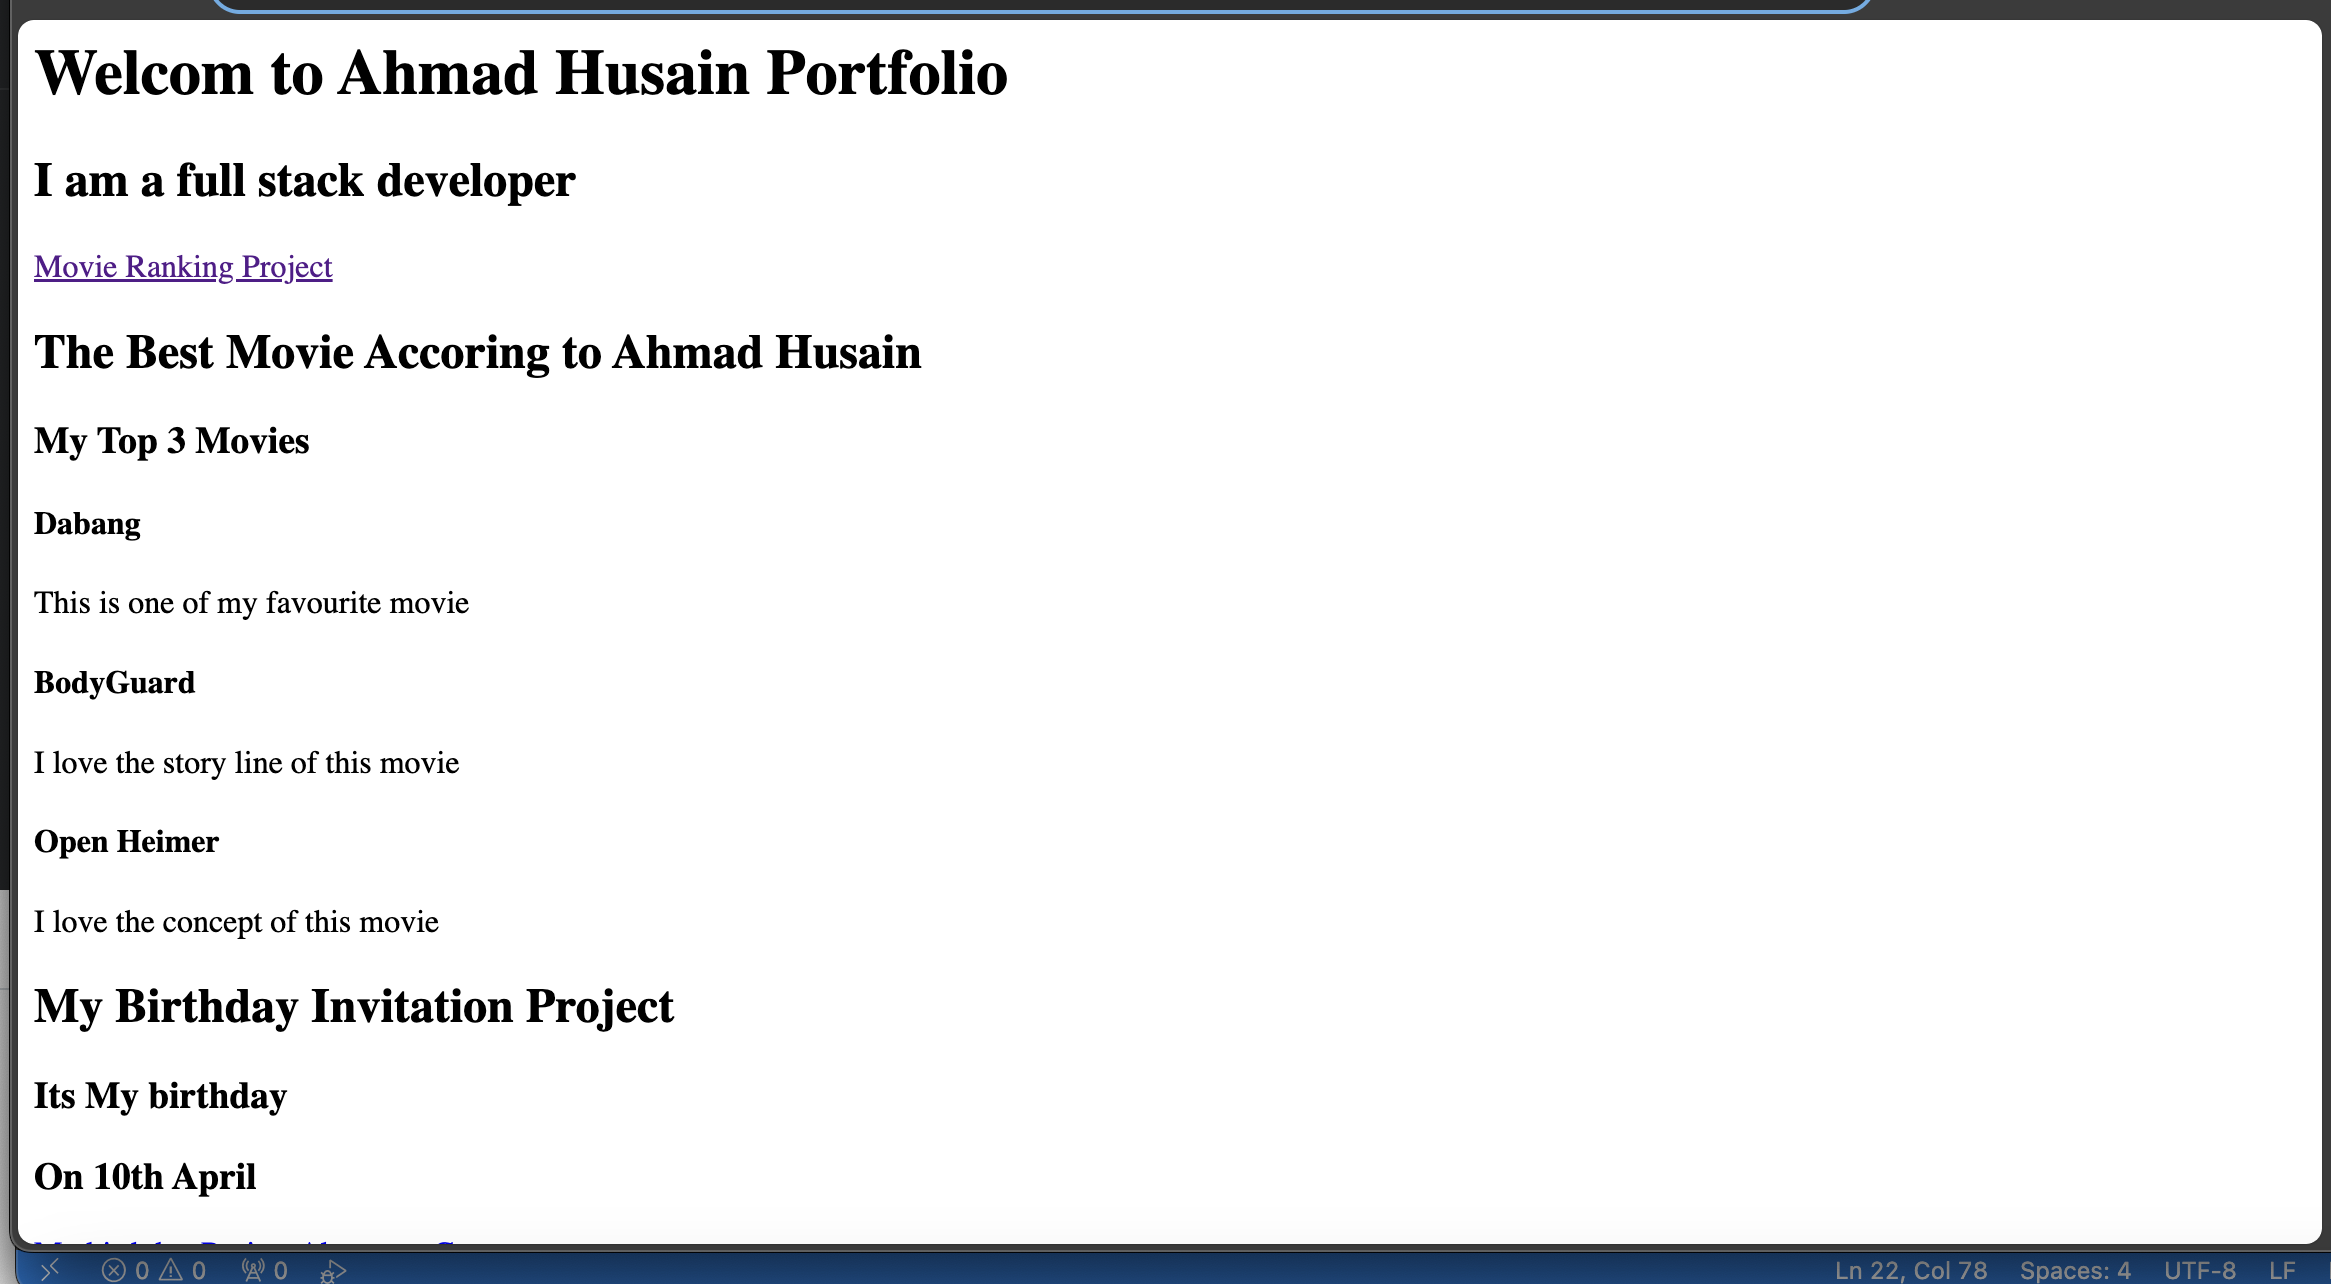 Welcom to Ahmad Husain Portfolio
I am a full stack developer
Movie Ranking Project
The Best Movie Accoring to Ahmad Husain
My Top 3 Movies
Dabang
This is one of my favourite movie
BodyGuard
I love the story line of this movie
Open Heimer
I love the concept of this movie
My Birthday Invitation Project
Its My birthday
On 10th April
0 0 0 Ln 22, Col 78 Spaces: 4 UTF-8 LF